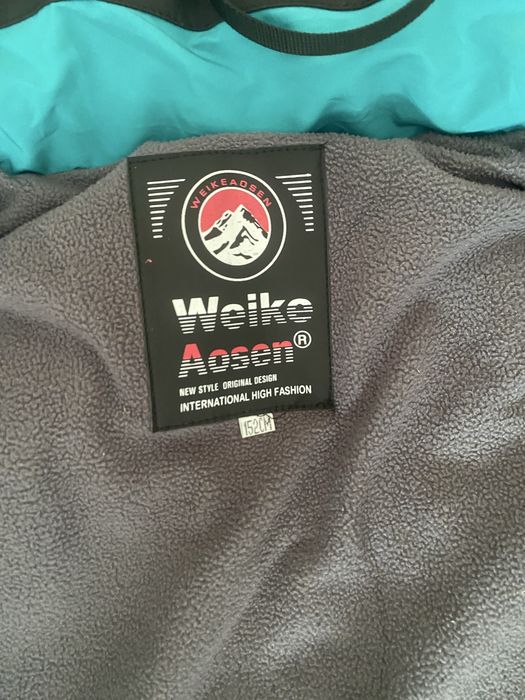 WEIKEAOSEN
Weike
Aosen®
NEW STYLE ORIGINAL DESIGN
INTERNATIONAL HIGH FASHION
152CM